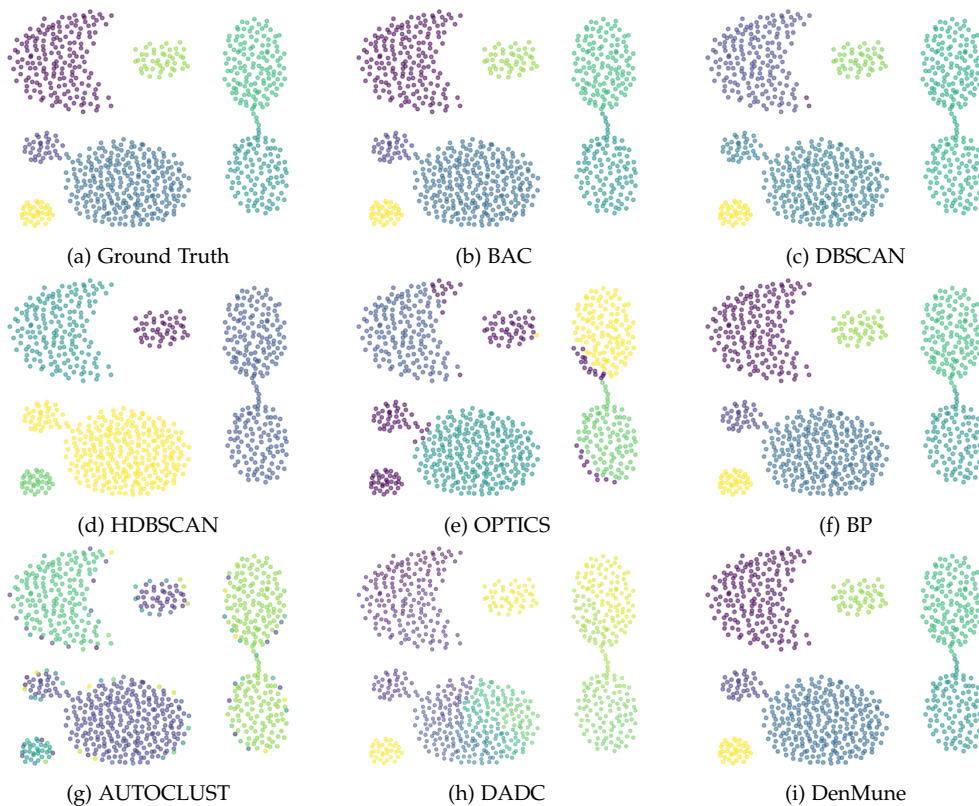 (a) Ground Truth
(b) BAC
(c) DBSCAN
(d) HDBSCAN
(e) OPTICS
(f) BP
(g) AUTOCLUST
(h) DADC
(i) DenMune